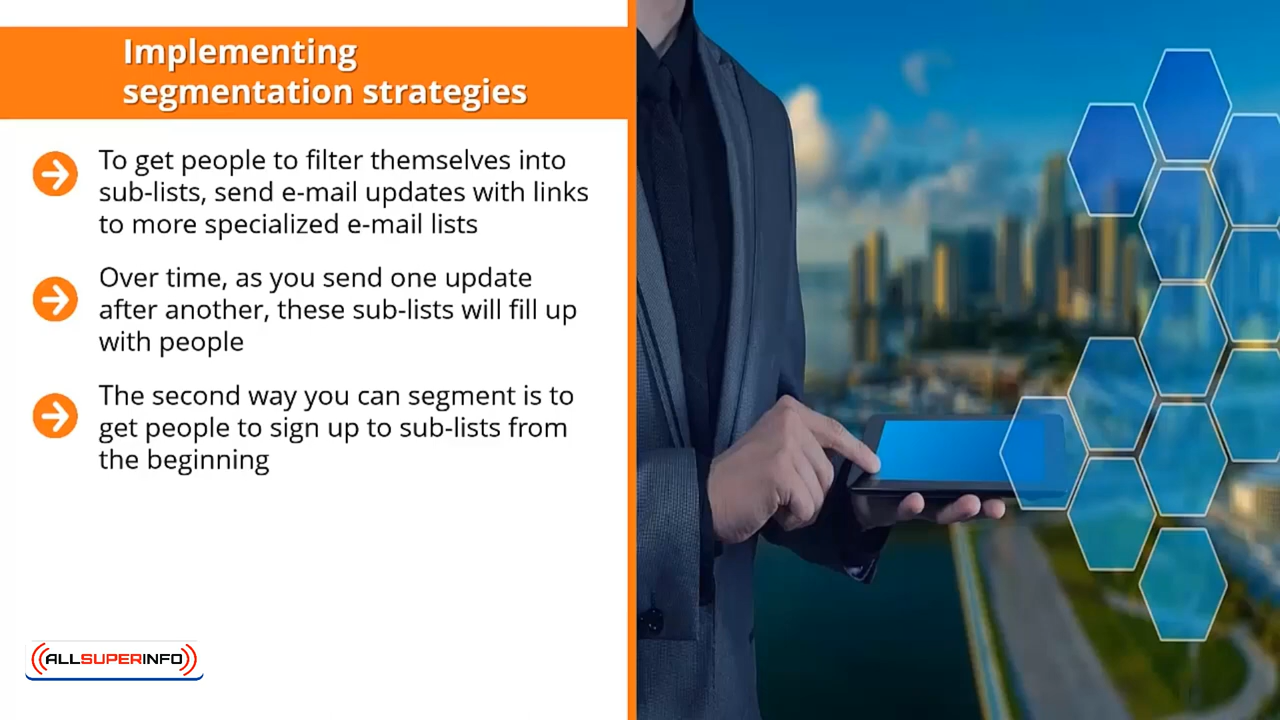 Implementing
segmentation strategies
To get people to filter themselves into
sub-lists, send e-mail updates with links
to more specialized e-mail lists
Over time, as you send one update
after another, these sub-lists will fill up
with people
The second way you can segment is to
get people to sign up to sub-lists from
the beginning
ALLSUPERINFO